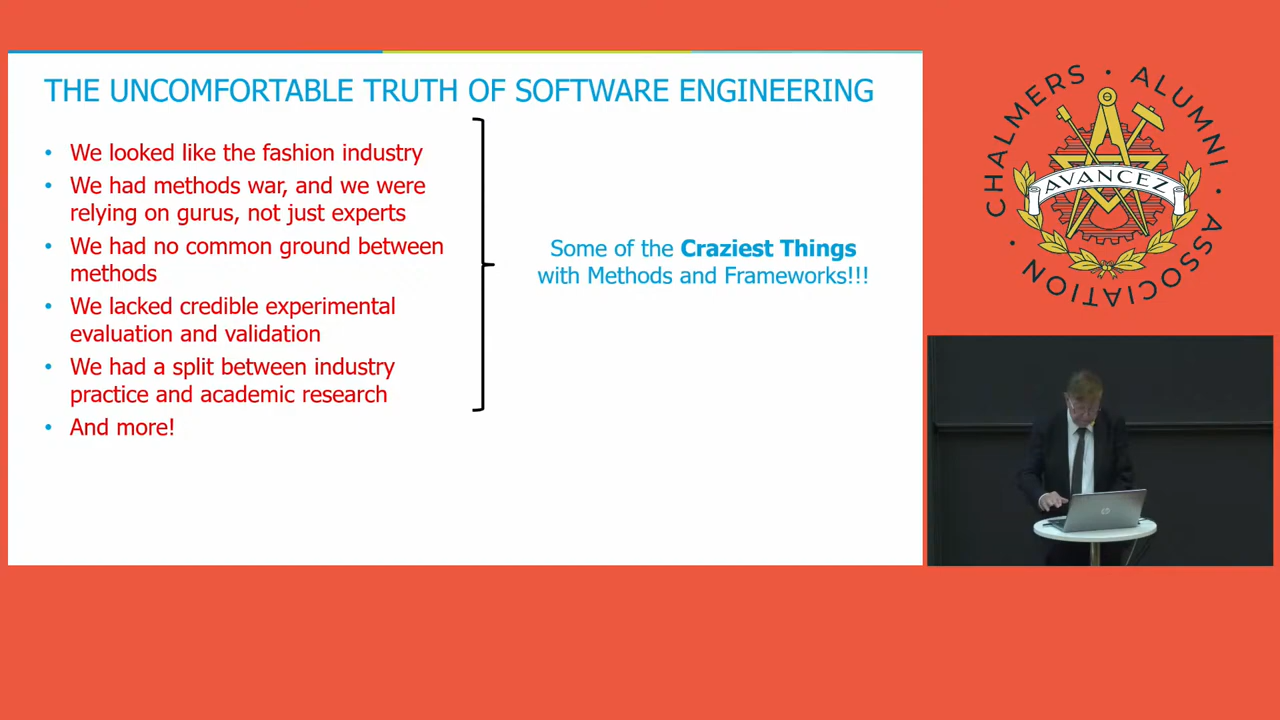 THE UNCOMFORTABLE TRUTH OF SOFTWARE ENGINEERING
• We looked like the fashion industry
• We had methods war, and we were
relying on gurus, not just experts
• We had no common ground between
methods
• We lacked credible experimental
evaluation and validation
• We had a split between industry
practice and academic research
• And more!
Some of the Craziest Things
with Methods and Frameworks!!!
CHALMERS • ALUMNI • ASSOCIATION •
AVANCEZ
hp